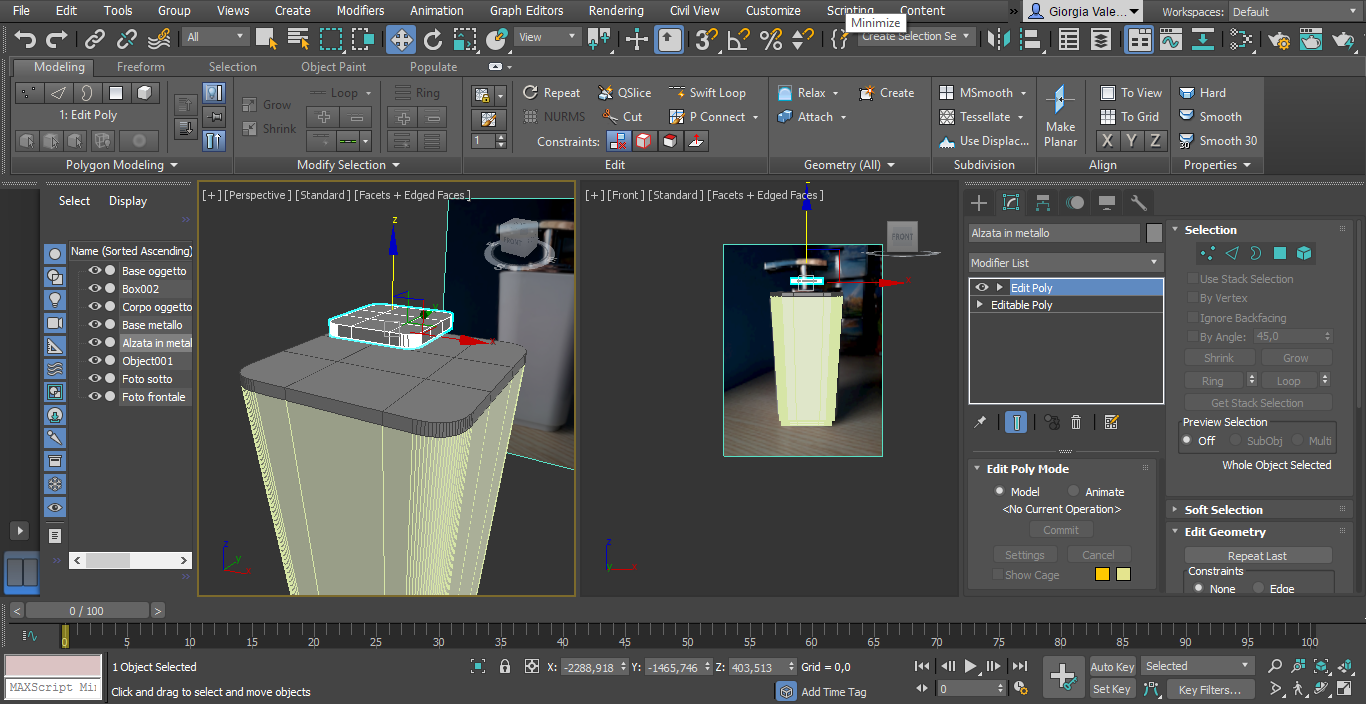 File Edit Tools Group Views Create Modifiers Animation Graph Editors Rendering Civil View Customize Scripting Content » Giorgia Vale... Workspaces: Default
Minimize
All View Create Selection Se
Modeling Freeform Selection Object Paint Populate
1: Edit Poly
Grow
Shrink
Loop
Ring
1
Repeat QSlice Swift Loop
NURMS Cut P Connect
Constraints:
Relax Create
Attach
MSmooth
Tessellate
Use Displac...
Make
Planar
To View
To Grid
X Y Z
Hard
Smooth
Smooth 30
30
Polygon Modeling Modify Selection Edit Geometry (All) Subdivision Align Properties
Select Display
»
Name (Sorted Ascending)
Base oggetto
Box002
Corpo oggetto
Base metallo
Alzata in metal
Object001
Foto sotto
Foto frontale
»
< >
»
[+] [Perspective] [Standard] [Facets + Edged Faces]
z
x
FRONT
z
y
x
[+] [Front] [Standard] [Facets + Edged Faces]
FRONT
x
z
y
x
Alzata in metallo
Modifier List
Edit Poly
Editable Poly
Edit Poly Mode
Model Animate
<No Current Operation>
Commit
Settings Cancel
Show Cage
Selection
Use Stack Selection
By Vertex
Ignore Backfacing
By Angle: 45,0
Shrink Grow
Ring Loop
Get Stack Selection
Preview Selection
Off SubObj Multi
Whole Object Selected
Soft Selection
Edit Geometry
Repeat Last
Constraints
None Edge
< 0 / 100 >
0 5 10 15 20 25 30 35 40 45 50 55 60 65 70 75 80 85 90 95 100
1 Object Selected
X: -2288,918 Y: -1465,746 Z: 403,513 Grid = 0,0
Auto Key Selected
MAXScript Mi
Click and drag to select and move objects
Add Time Tag
0
Set Key Key Filters...